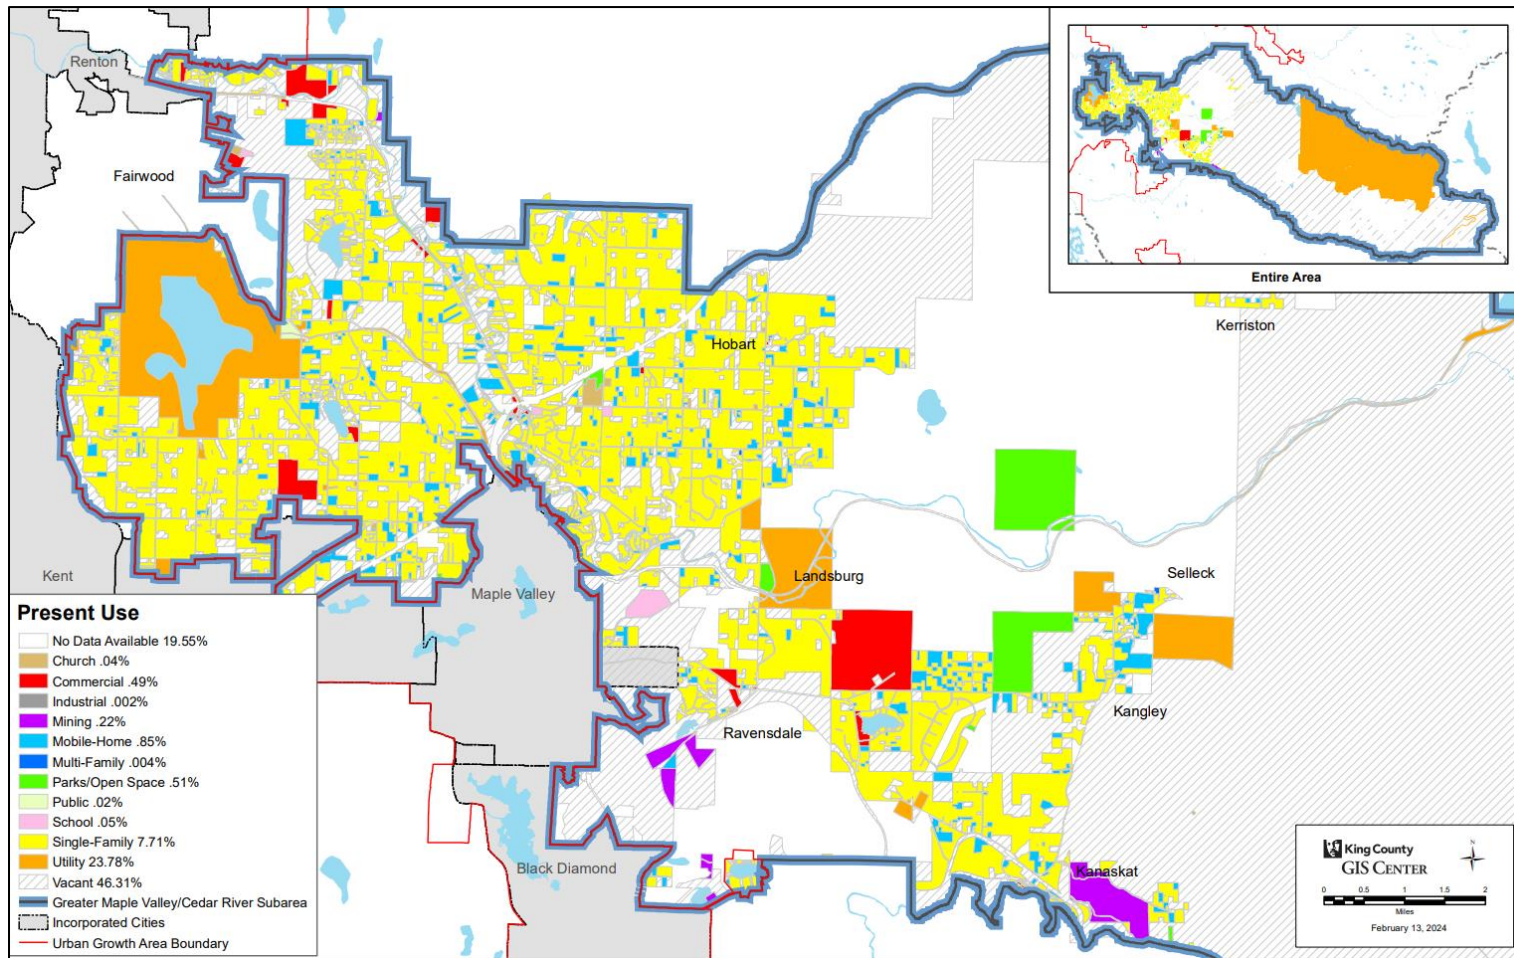 Renton
Fairwood
Entire Area
Kerriston
Hobart
Landsburg
Selleck
Kent
Maple Valley
Kangley
Ravensdale
Black Diamond
Kanaskat
Present Use
No Data Available 19.55%
Church .04%
Commercial .49%
Industrial .002%
Mining .22%
Mobile-Home .85%
Multi-Family .004%
Parks/Open Space .51%
Public .02%
School .05%
Single-Family 7.71%
Utility 23.78%
Vacant 46.31%
Greater Maple Valley/Cedar River Subarea
Incorporated Cities
Urban Growth Area Boundary
King County
GIS CENTER
N
0 0.5 1 1.5 2
Miles
February 13, 2024